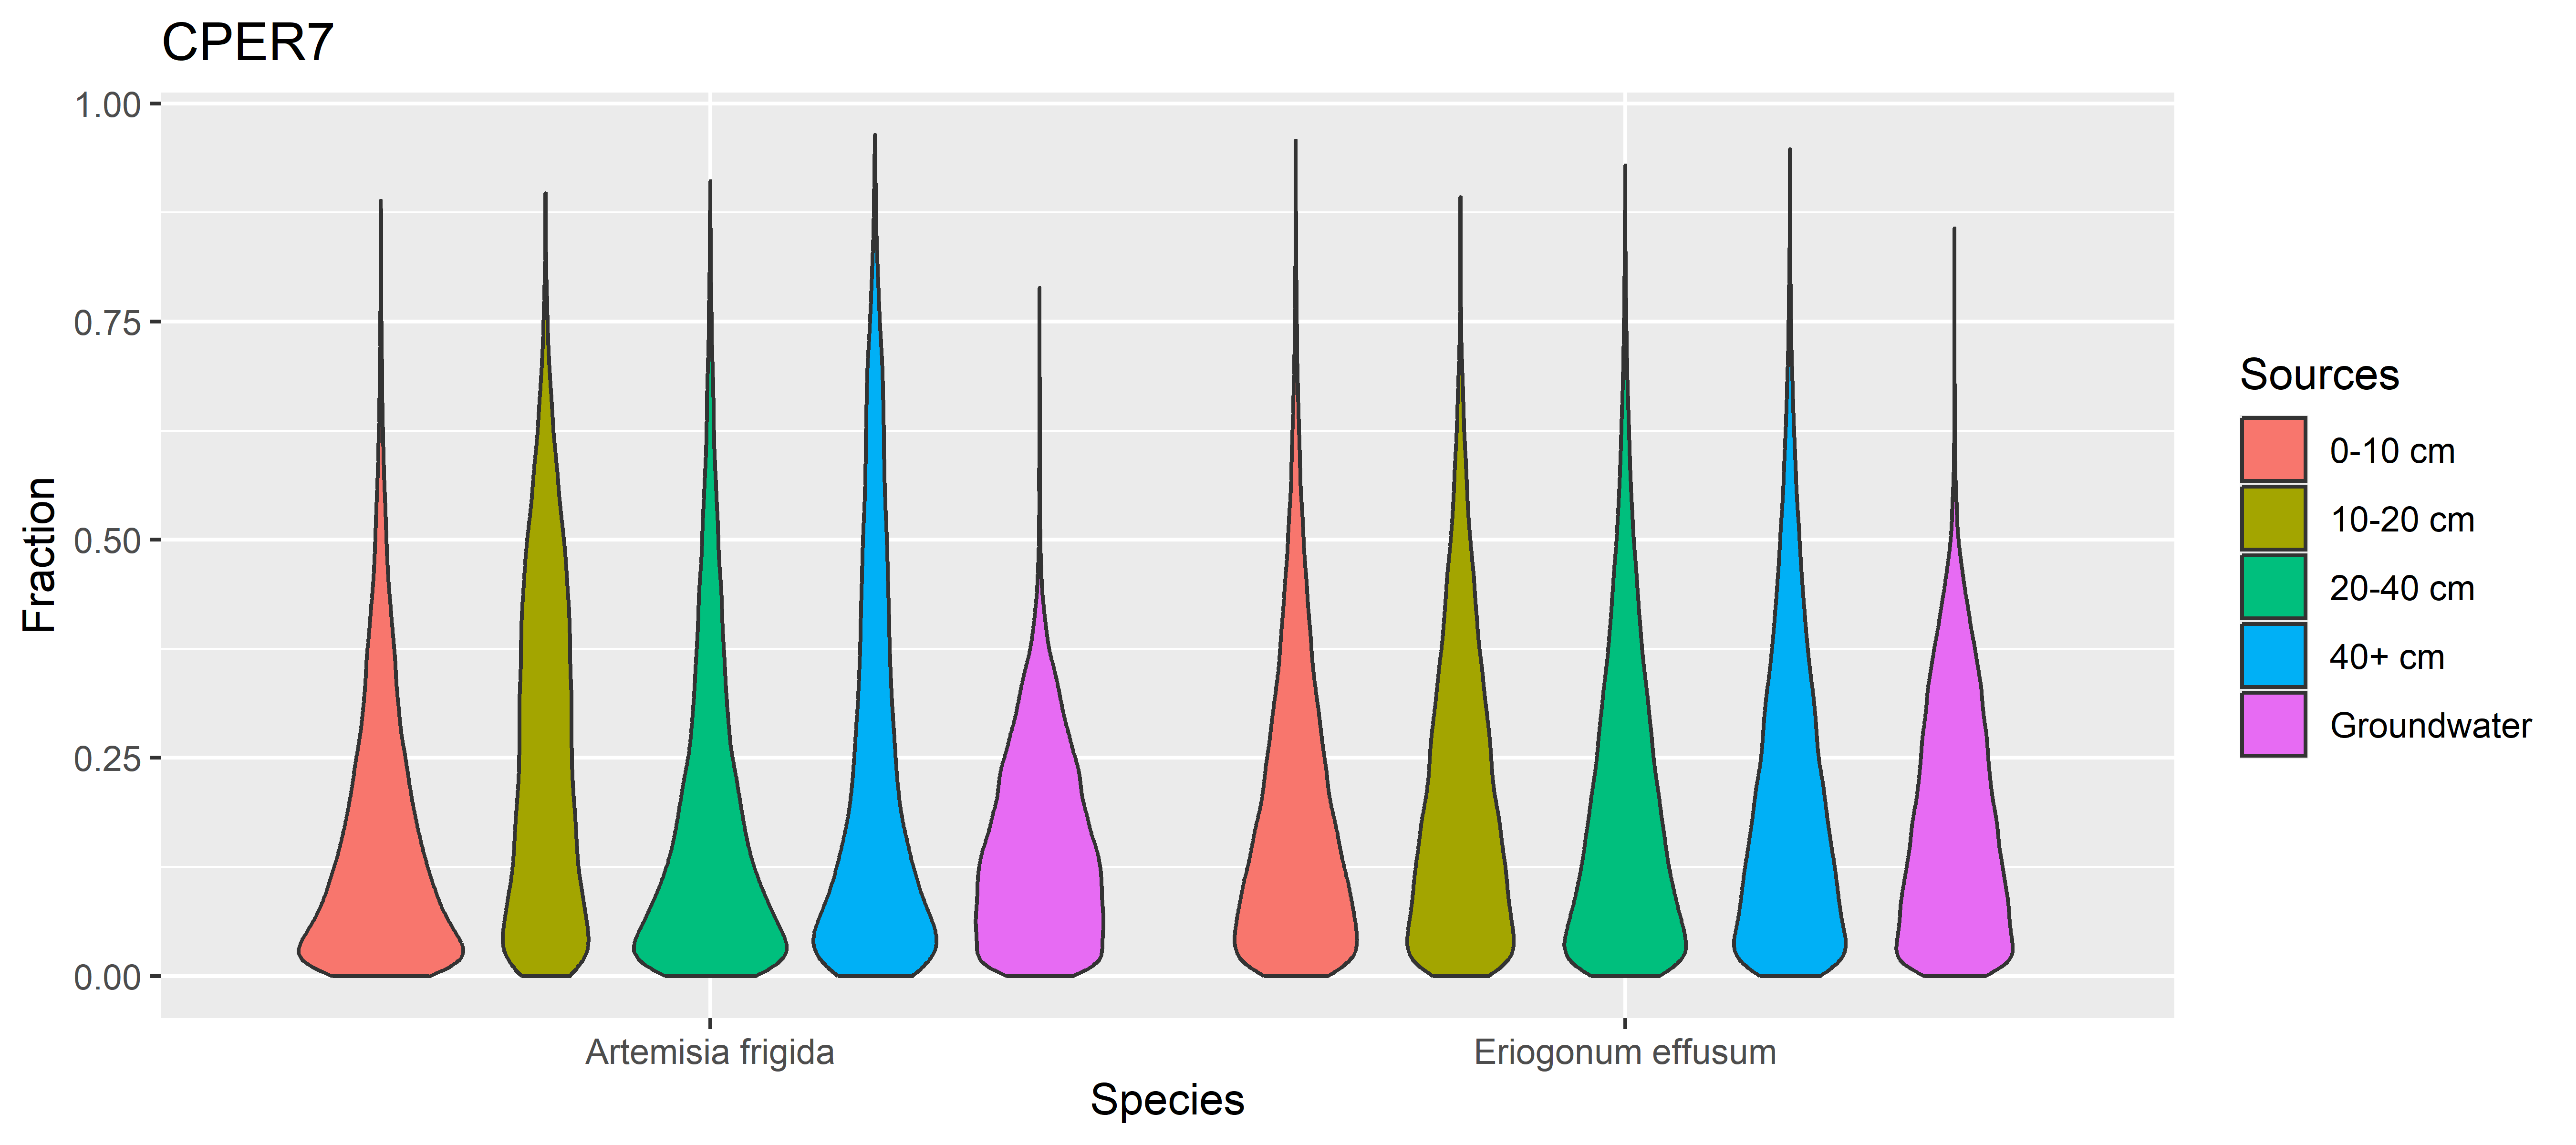 CPER7
1.00
0.75
0.50
0.25
0.00
Fraction
Artemisia frigida
Eriogonum effusum
Species
Sources
0-10 cm
10-20 cm
20-40 cm
40+ cm
Groundwater